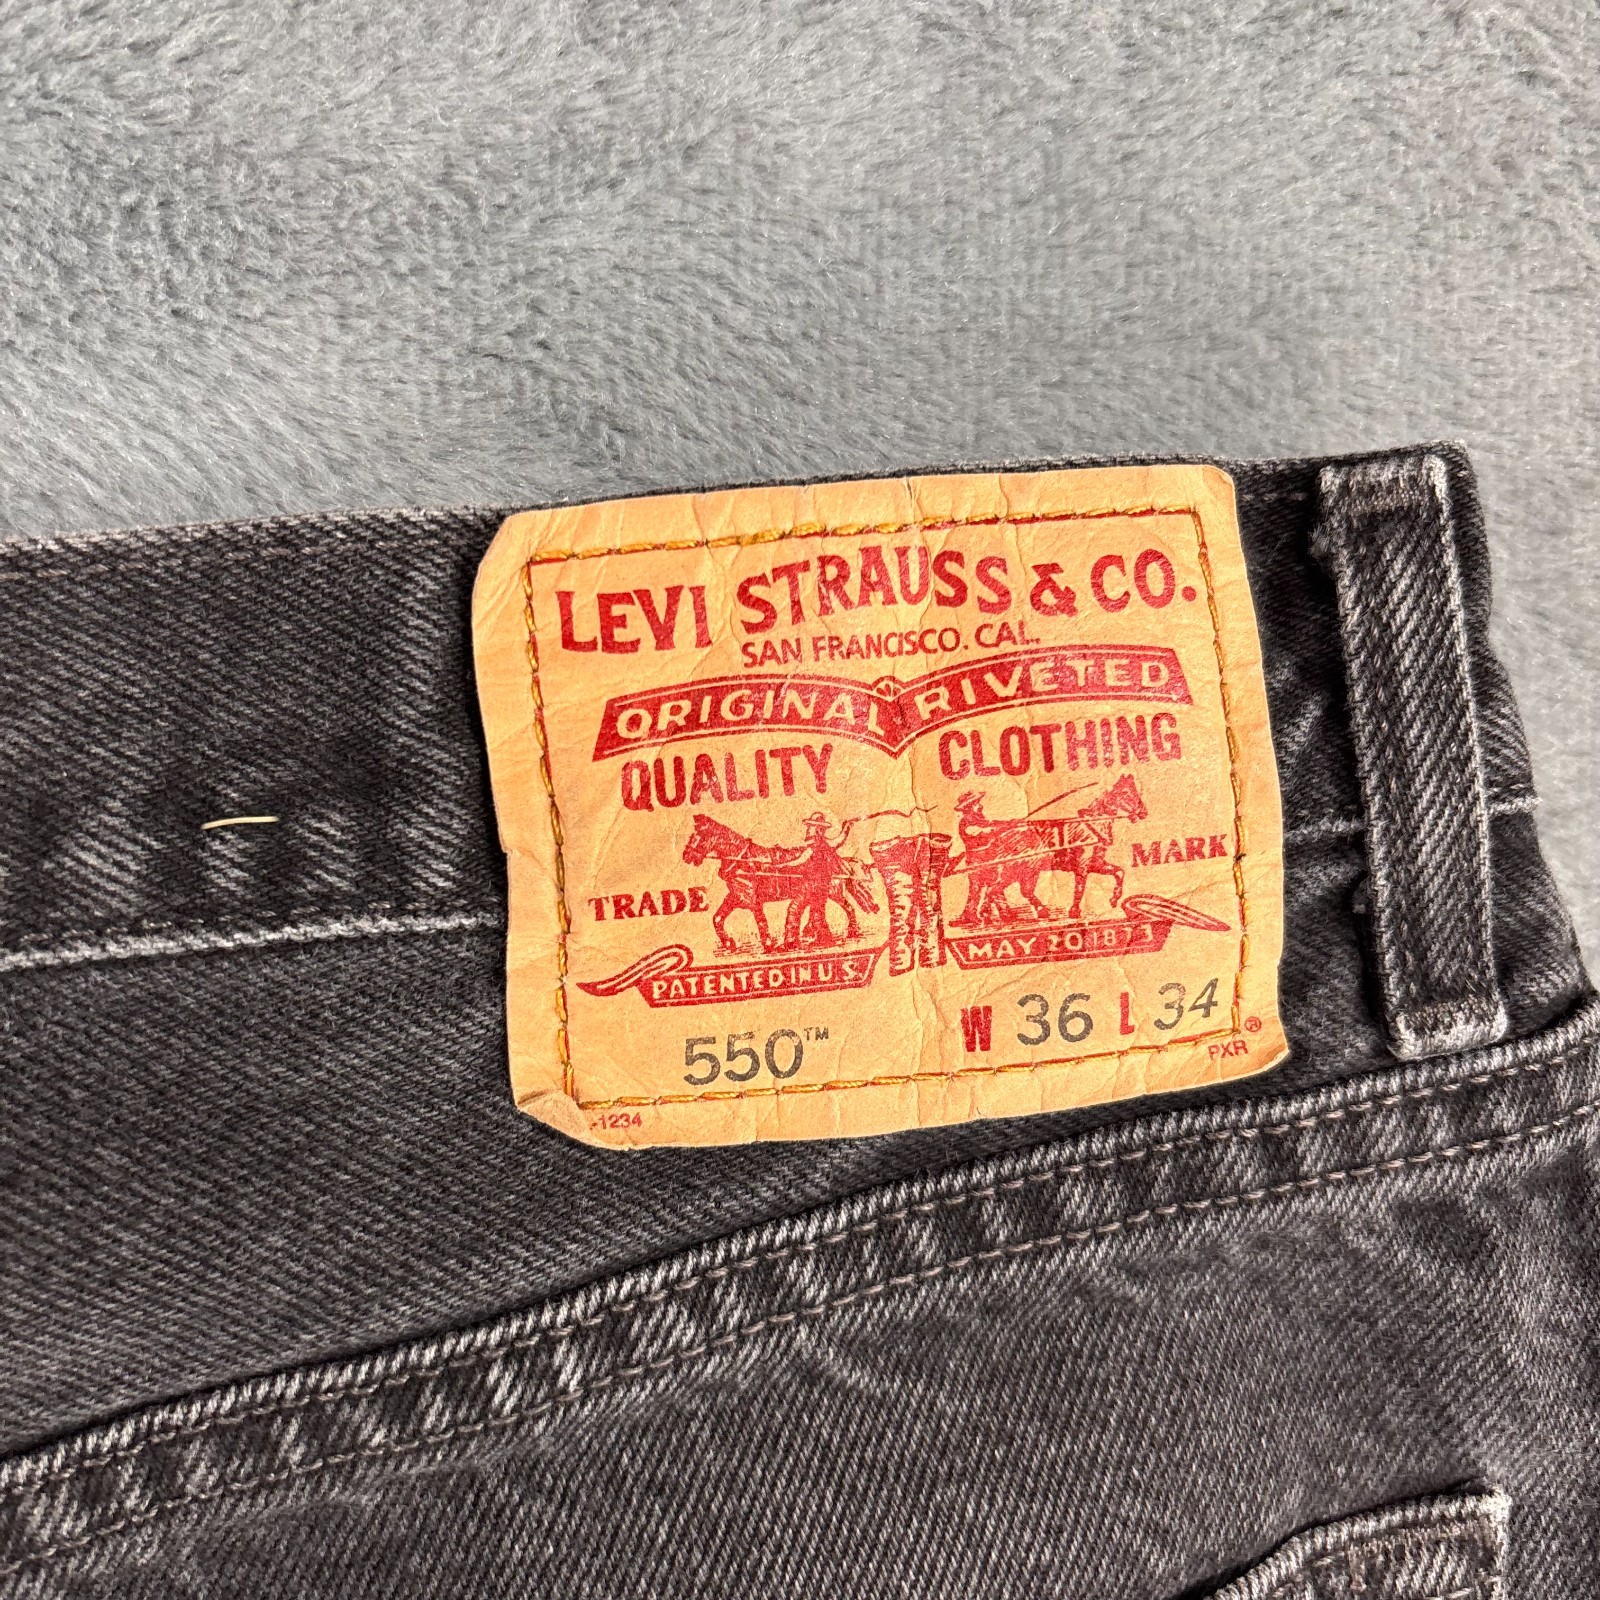 LEVI STRAUSS & CO.
SAN FRANCISCO. CAL.
ORIGINAL RIVETED
QUALITY CLOTHING
TRADE MARK
PATENTED IN U.S. MAY 20 1873
550™ W 36 L 34
®
PXR
-1234